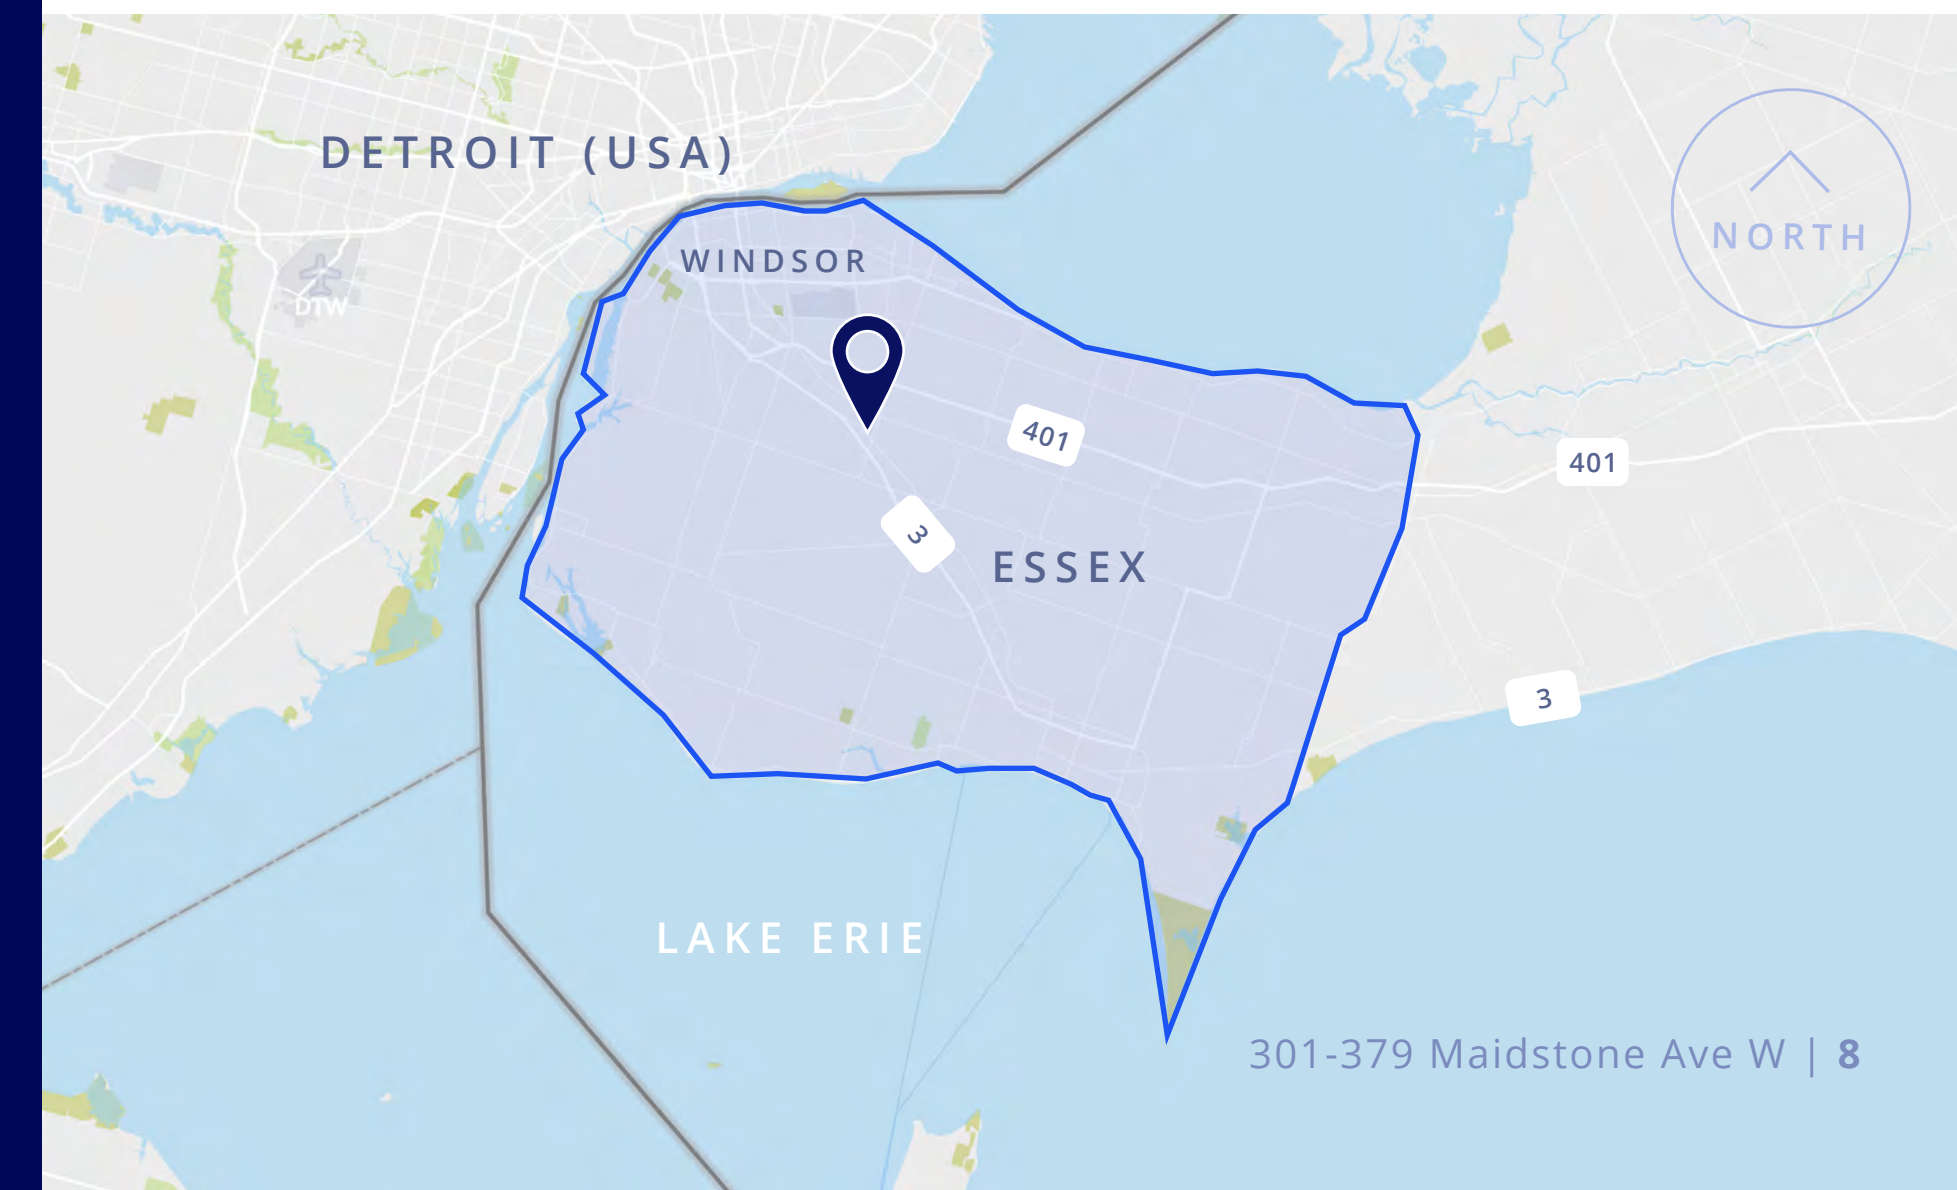 DETROIT (USA)
NORTH
WINDSOR
DTW
401
401
3
ESSEX
3
LAKE ERIE
301-379 Maidstone Ave W | 8